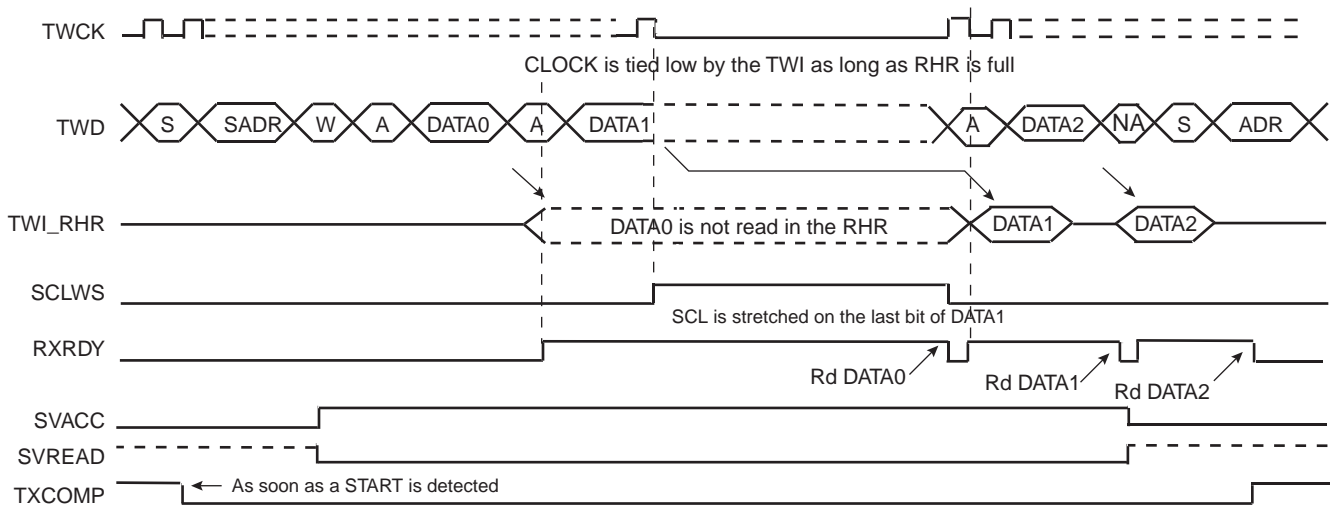 TWCK
CLOCK is tied low by the TWI as long as RHR is full
TWD S SADR W A DATA0 A DATA1 A DATA2 NA S ADR
TWI_RHR DATA0 is not read in the RHR DATA1 DATA2
SCLWS
SCL is stretched on the last bit of DATA1
RXRDY
Rd DATA0 Rd DATA1 Rd DATA2
SVACC
SVREAD
As soon as a START is detected
TXCOMP